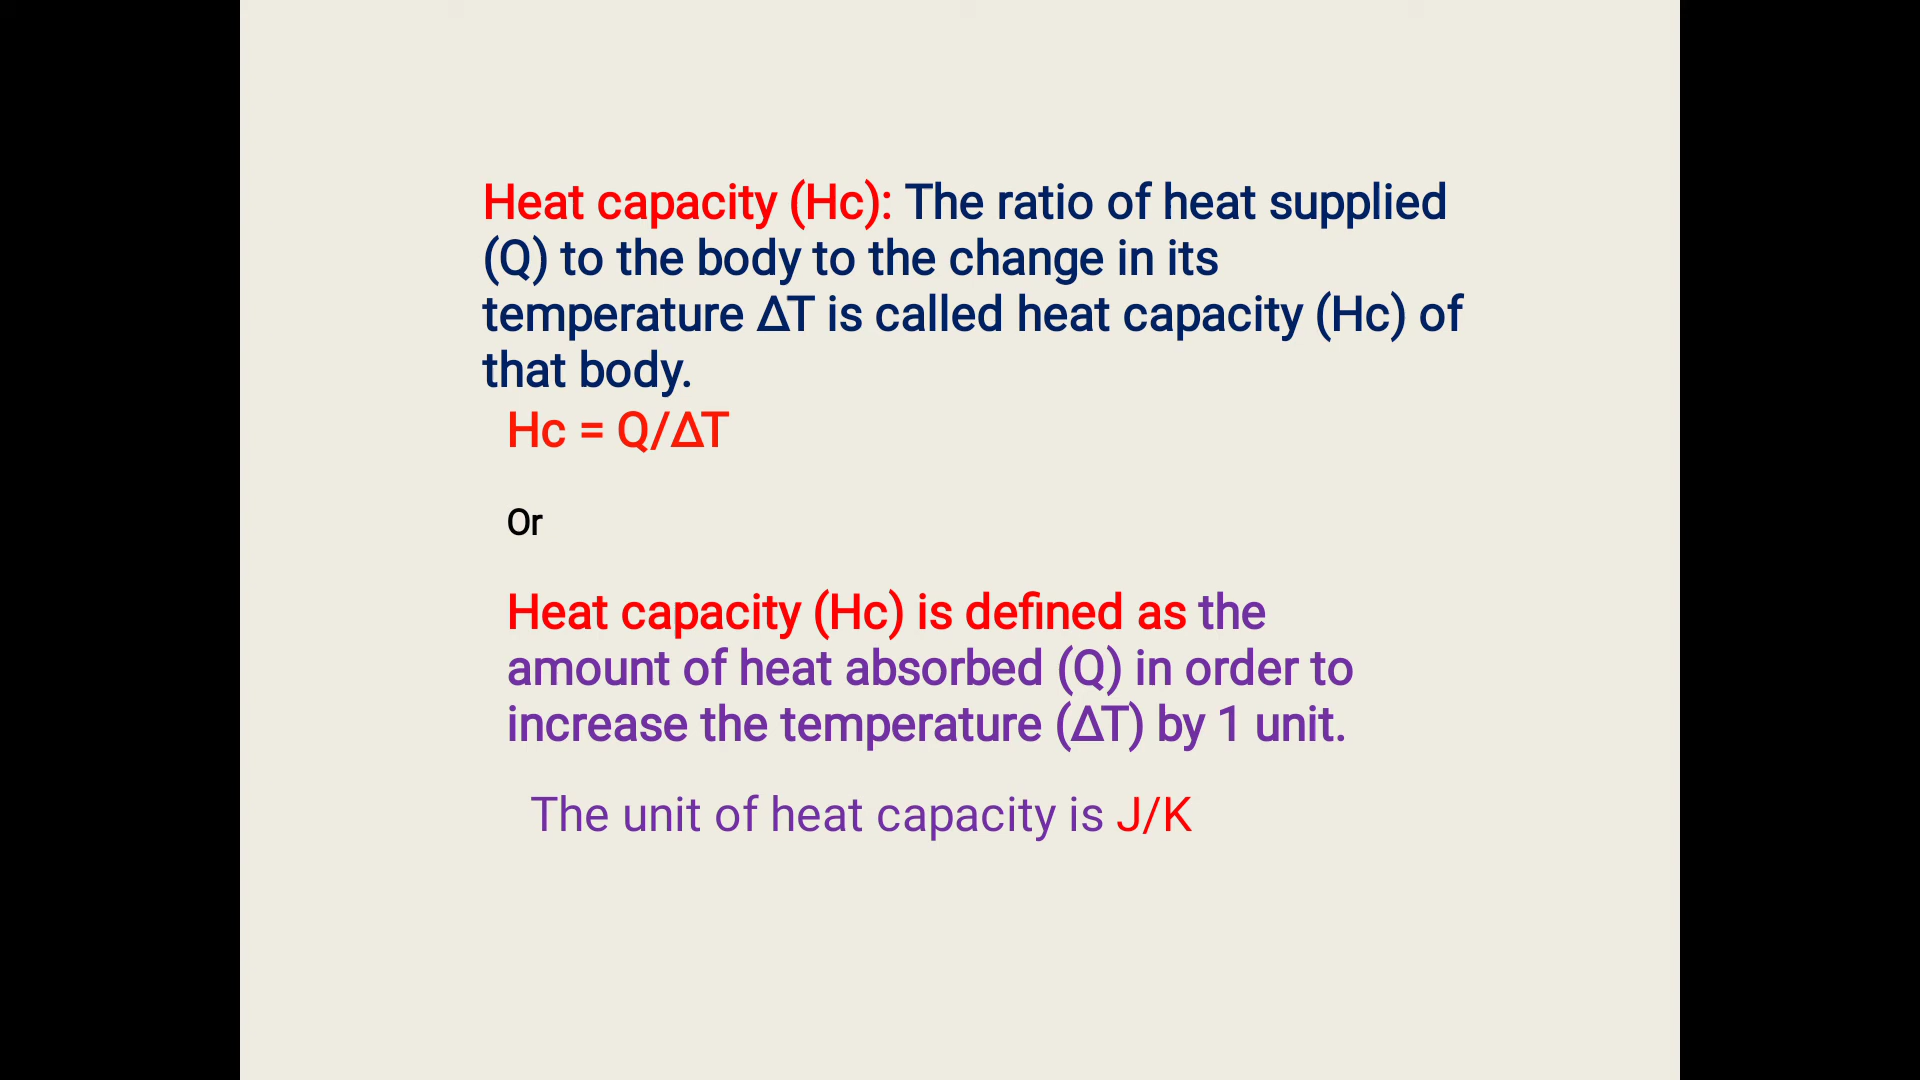 Heat capacity (Hc): The ratio of heat supplied
(Q) to the body to the change in its
temperature ΔT is called heat capacity (Hc) of
that body.
Hc = Q/ΔT
Or
Heat capacity (Hc) is defined as the
amount of heat absorbed (Q) in order to
increase the temperature (ΔT) by 1 unit.
The unit of heat capacity is J/K